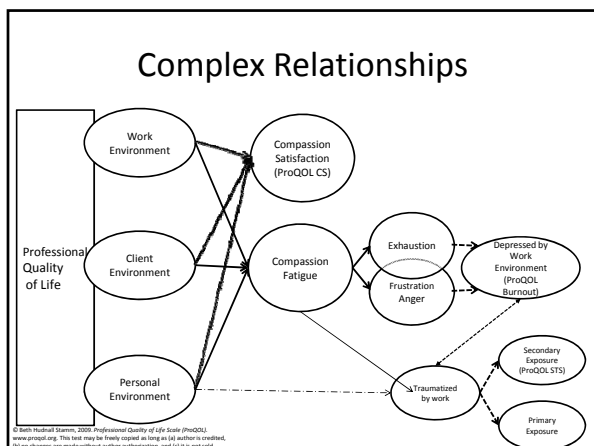 Complex Relationships
Professional
Quality
of Life
Work
Environment
Client
Environment
Personal
Environment
Compassion
Satisfaction
(ProQOL CS)
Compassion
Fatigue
Exhaustion
Frustration
Anger
Depressed by
Work
Environment
(ProQOL
Burnout)
Traumatized
by work
Secondary
Exposure
(ProQOL STS)
Primary
Exposure
© Beth Hudnall Stamm, 2009. Professional Quality of Life Scale (ProQOL).
www.proqol.org. This test may be freely copied as long as (a) author is credited,